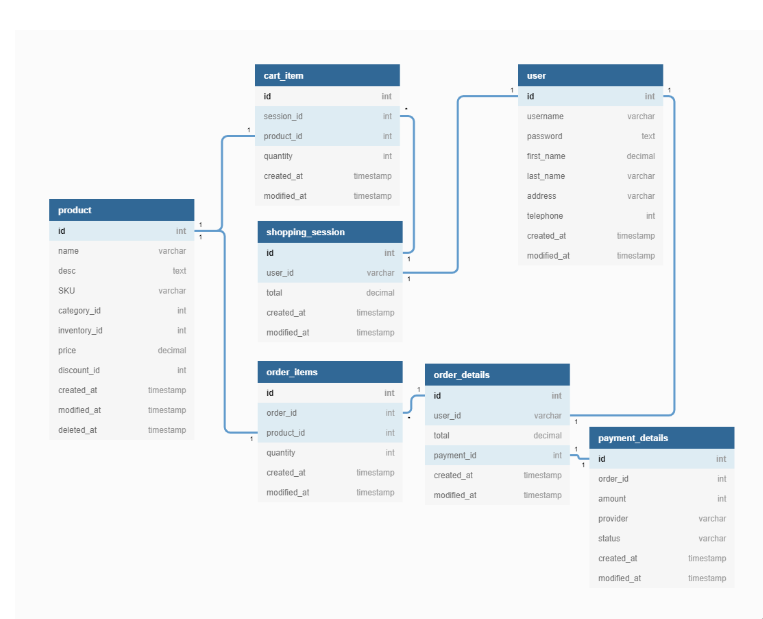 cart_item
id int
session_id int
product_id int
quantity int
created_at timestamp
modified_at timestamp
user
id int
username varchar
password text
first_name decimal
last_name varchar
address varchar
telephone int
created_at timestamp
modified_at timestamp
product
id int
name varchar
desc text
SKU varchar
category_id int
inventory_id int
price decimal
discount_id int
created_at timestamp
modified_at timestamp
deleted_at timestamp
shopping_session
id int
user_id varchar
total decimal
created_at timestamp
modified_at timestamp
order_items
id int
order_id int
product_id int
quantity int
created_at timestamp
modified_at timestamp
order_details
id int
user_id varchar
total decimal
payment_id int
created_at timestamp
modified_at timestamp
payment_details
id int
order_id int
amount int
provider varchar
status varchar
created_at timestamp
modified_at timestamp
1
*
1
1
1
1
1
1
1
1
*
1
1
1
1